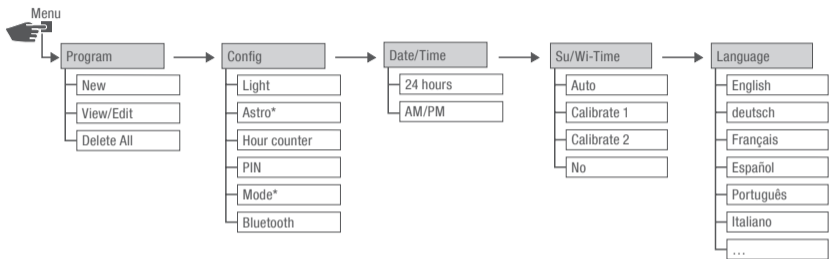 Menu
Program
New
View/Edit
Delete All
Config
Light
Astro*
Hour counter
PIN
Mode*
Bluetooth
Date/Time
24 hours
AM/PM
Su/Wi-Time
Auto
Calibrate 1
Calibrate 2
No
Language
English
deutsch
Français
Español
Português
Italiano
…